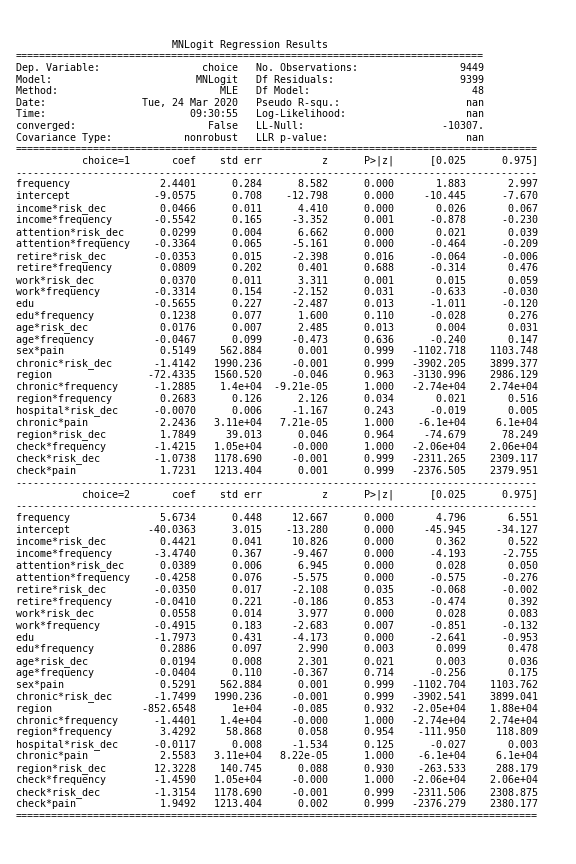 MNLogit Regression Results
==============================================================================
Dep. Variable: choice No. Observations: 9449
Model: MNLogit Df Residuals: 9399
Method: MLE Df Model: 48
Date: Tue, 24 Mar 2020 Pseudo R-squ.: nan
Time: 09:30:55 Log-Likelihood: nan
converged: False LL-Null: -10307.
Covariance Type: nonrobust LLR p-value: nan
=======================================================================================
choice=1 coef std err z P>|z| [0.025 0.975]
---------------------------------------------------------------------------------------
frequency 2.4401 0.284 8.582 0.000 1.883 2.997
intercept -9.0575 0.708 -12.798 0.000 -10.445 -7.670
income*risk_dec 0.0466 0.011 4.410 0.000 0.026 0.067
income*frequency -0.5542 0.165 -3.352 0.001 -0.878 -0.230
attention*risk_dec 0.0299 0.004 6.662 0.000 0.021 0.039
attention*frequency -0.3364 0.065 -5.161 0.000 -0.464 -0.209
retire*risk_dec -0.0353 0.015 -2.398 0.016 -0.064 -0.006
retire*frequency 0.0809 0.202 0.401 0.688 -0.314 0.476
work*risk_dec 0.0370 0.011 3.311 0.001 0.015 0.059
work*frequency -0.3314 0.154 -2.152 0.031 -0.633 -0.030
edu -0.5655 0.227 -2.487 0.013 -1.011 -0.120
edu*frequency 0.1238 0.077 1.600 0.110 -0.028 0.276
age*risk_dec 0.0176 0.007 2.485 0.013 0.004 0.031
age*frequency -0.0467 0.099 -0.473 0.636 -0.240 0.147
sex*pain 0.5149 562.884 0.001 0.999 -1102.718 1103.748
chronic*risk_dec -1.4142 1990.236 -0.001 0.999 -3902.205 3899.377
region -72.4335 1560.520 -0.046 0.963 -3130.996 2986.129
chronic*frequency -1.2885 1.4e+04 -9.21e-05 1.000 -2.74e+04 2.74e+04
region*frequency 0.2683 0.126 2.126 0.034 0.021 0.516
hospital*risk_dec -0.0070 0.006 -1.167 0.243 -0.019 0.005
chronic*pain 2.2436 3.11e+04 7.21e-05 1.000 -6.1e+04 6.1e+04
region*risk_dec 1.7849 39.013 0.046 0.964 -74.679 78.249
check*frequency -1.4215 1.05e+04 -0.000 1.000 -2.06e+04 2.06e+04
check*risk_dec -1.0738 1178.690 -0.001 0.999 -2311.265 2309.117
check*pain 1.7231 1213.404 0.001 0.999 -2376.505 2379.951
---------------------------------------------------------------------------------------
choice=2 coef std err z P>|z| [0.025 0.975]
---------------------------------------------------------------------------------------
frequency 5.6734 0.448 12.667 0.000 4.796 6.551
intercept -40.0363 3.015 -13.280 0.000 -45.945 -34.127
income*risk_dec 0.4421 0.041 10.826 0.000 0.362 0.522
income*frequency -3.4740 0.367 -9.467 0.000 -4.193 -2.755
attention*risk_dec 0.0389 0.006 6.945 0.000 0.028 0.050
attention*frequency -0.4258 0.076 -5.575 0.000 -0.575 -0.276
retire*risk_dec -0.0350 0.017 -2.108 0.035 -0.068 -0.002
retire*frequency -0.0410 0.221 -0.186 0.853 -0.474 0.392
work*risk_dec 0.0558 0.014 3.977 0.000 0.028 0.083
work*frequency -0.4915 0.183 -2.683 0.007 -0.851 -0.132
edu -1.7973 0.431 -4.173 0.000 -2.641 -0.953
edu*frequency 0.2886 0.097 2.990 0.003 0.099 0.478
age*risk_dec 0.0194 0.008 2.301 0.021 0.003 0.036
age*frequency -0.0404 0.110 -0.367 0.714 -0.256 0.175
sex*pain 0.5291 562.884 0.001 0.999 -1102.704 1103.762
chronic*risk_dec -1.7499 1990.236 -0.001 0.999 -3902.541 3899.041
region -852.6548 1e+04 -0.085 0.932 -2.05e+04 1.88e+04
chronic*frequency -1.4401 1.4e+04 -0.000 1.000 -2.74e+04 2.74e+04
region*frequency 3.4292 58.868 0.058 0.954 -111.950 118.809
hospital*risk_dec -0.0117 0.008 -1.534 0.125 -0.027 0.003
chronic*pain 2.5583 3.11e+04 8.22e-05 1.000 -6.1e+04 6.1e+04
region*risk_dec 12.3228 140.745 0.088 0.930 -263.533 288.179
check*frequency -1.4590 1.05e+04 -0.000 1.000 -2.06e+04 2.06e+04
check*risk_dec -1.3154 1178.690 -0.001 0.999 -2311.506 2308.875
check*pain 1.9492 1213.404 0.002 0.999 -2376.279 2380.177
=======================================================================================